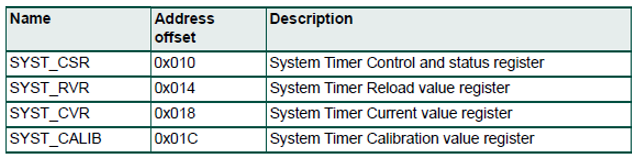 Name Address offset Description
SYST_CSR 0x010 System Timer Control and status register
SYST_RVR 0x014 System Timer Reload value register
SYST_CVR 0x018 System Timer Current value register
SYST_CALIB 0x01C System Timer Calibration value register